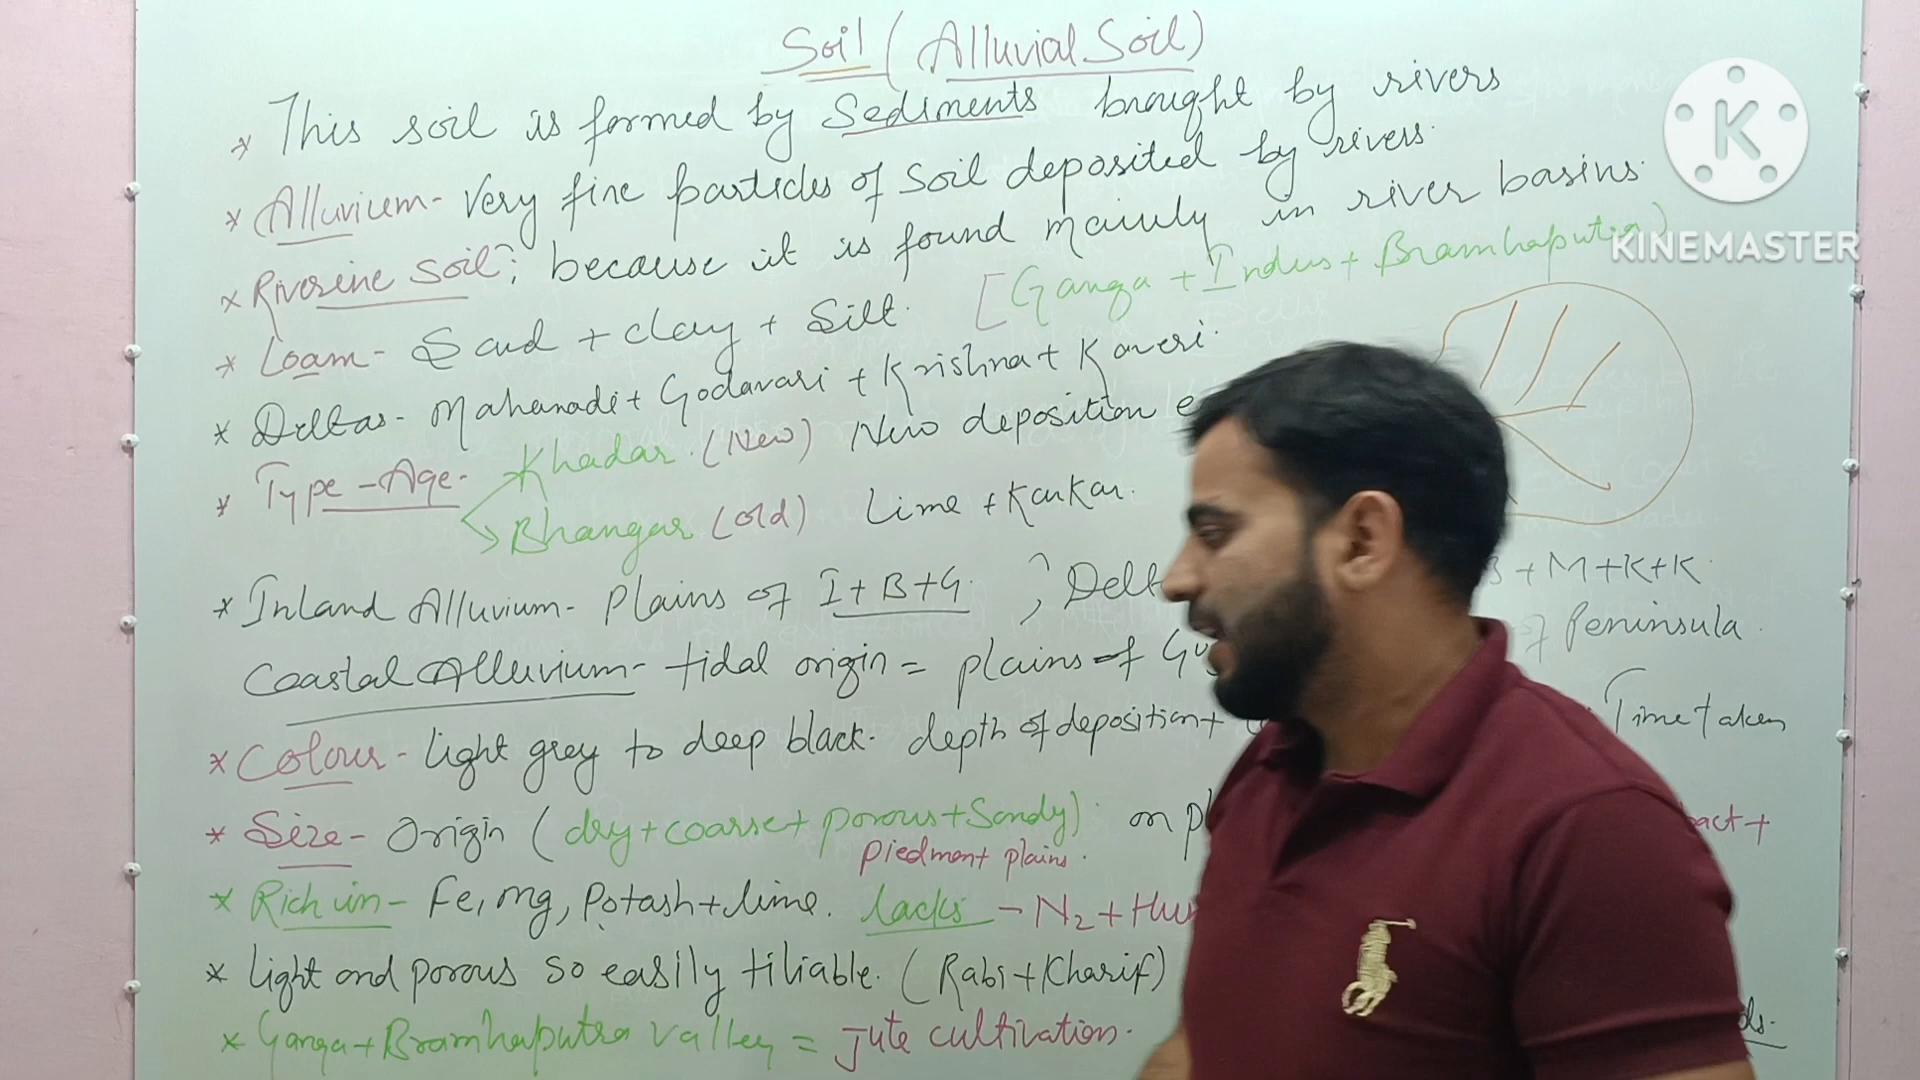 Soil (Alluvial Soil)
* This soil is formed by Sediments brought by rivers
* Alluvium - Very fine particles of Soil deposited by rivers.
* Riverine Soil; because it is found mainly in river basins.
[Ganga + Indus + Bramhaputra)
* Loam - Sand + clay + Silt.
* Deltas - Mahanadi + Godavari + Krishna + Kaveri.
* Type - Age - Khadar. (New) New deposition
Bhangar (old) Lime + Kankar.
* Inland Alluvium - Plains of I + B + G. ; + M + K + K.
Coastal Alluvium - tidal origin = plains of Peninsula.
* Colour - light grey to deep black. depth of deposition + Time taken
* Size - Origin (dry + coarse + porous + Sandy) on
piedmont plains.
* Rich in - Fe, mg, Potash + lime. lacks - N2 +
* light and porous so easily tiliable. (Rabi + Kharif)
* Ganga + Bramhaputra valley = Jute cultivation.
K
KINEMASTER